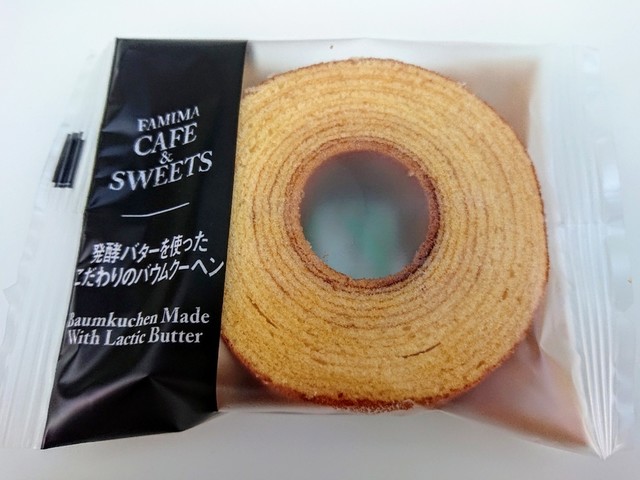 FAMIMA
CAFE
&
SWEETS
発酵バターを使った
こだわりのバウムクーヘン
Baumkuchen Made
With Lactic Butter